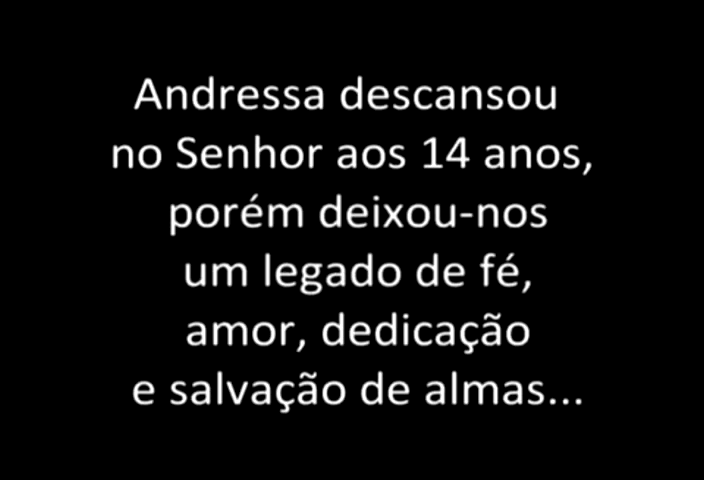 Andressa descansou
no Senhor aos 14 anos,
porém deixou-nos
um legado de fé,
amor, dedicação
e salvação de almas...